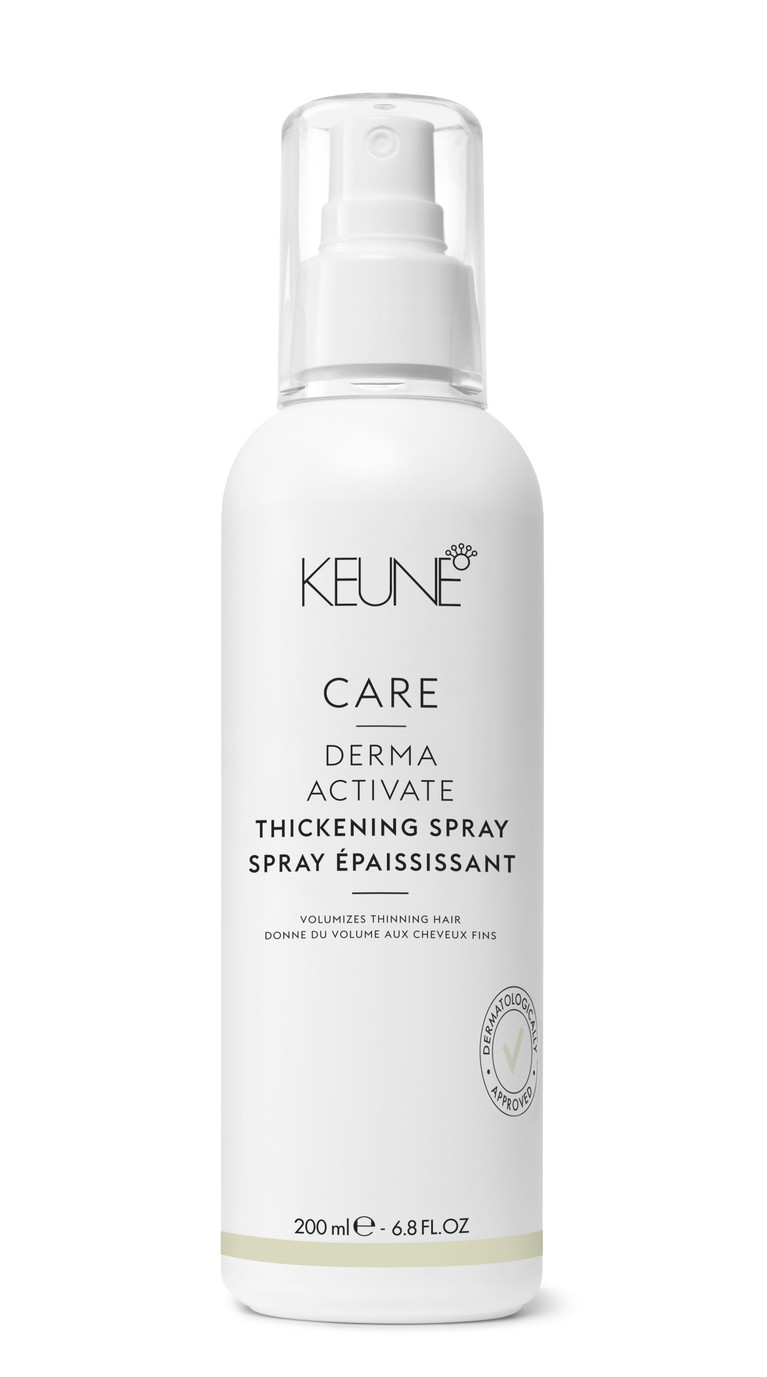 KEUNE
CARE
DERMA
ACTIVATE
THICKENING SPRAY
SPRAY ÉPAISSISSANT
VOLUMIZES THINNING HAIR
DONNE DU VOLUME AUX CHEVEUX FINS
DERMATOLOGICALLY
APPROVED
200 ml ℮ - 6.8 FL.OZ